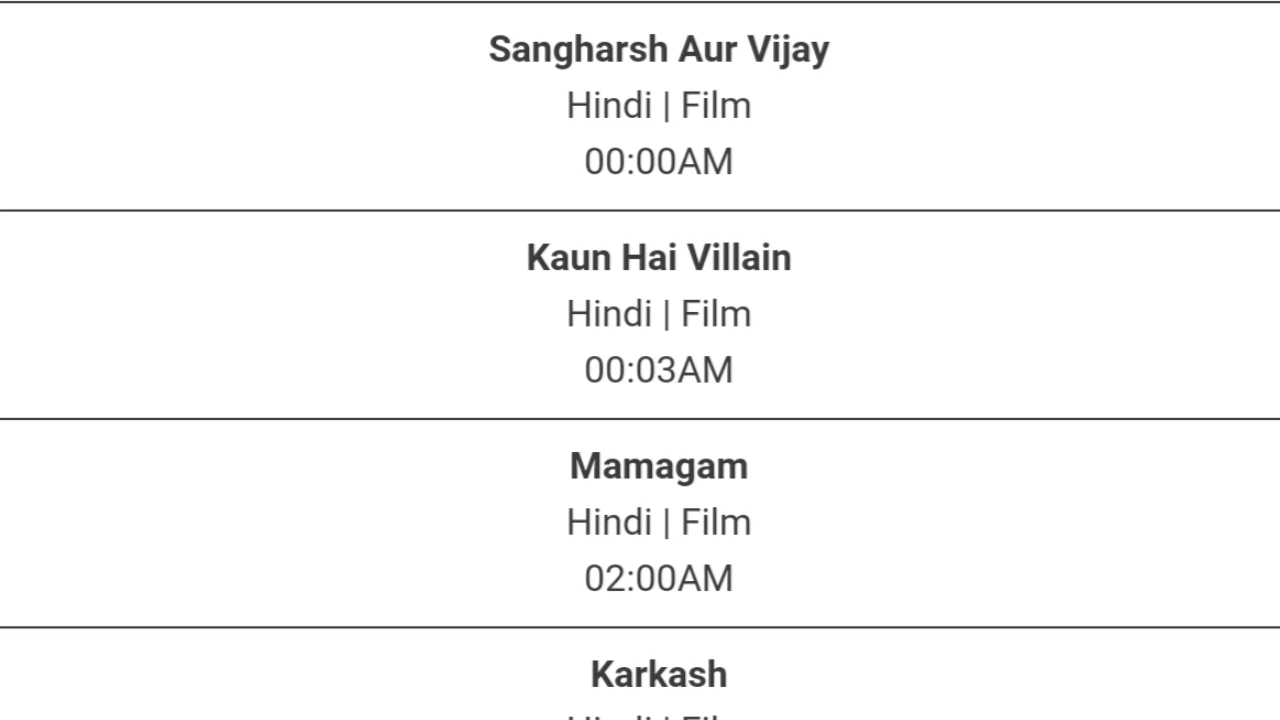 Sangharsh Aur Vijay
Hindi | Film
00:00AM
Kaun Hai Villain
Hindi | Film
00:03AM
Mamagam
Hindi | Film
02:00AM
Karkash